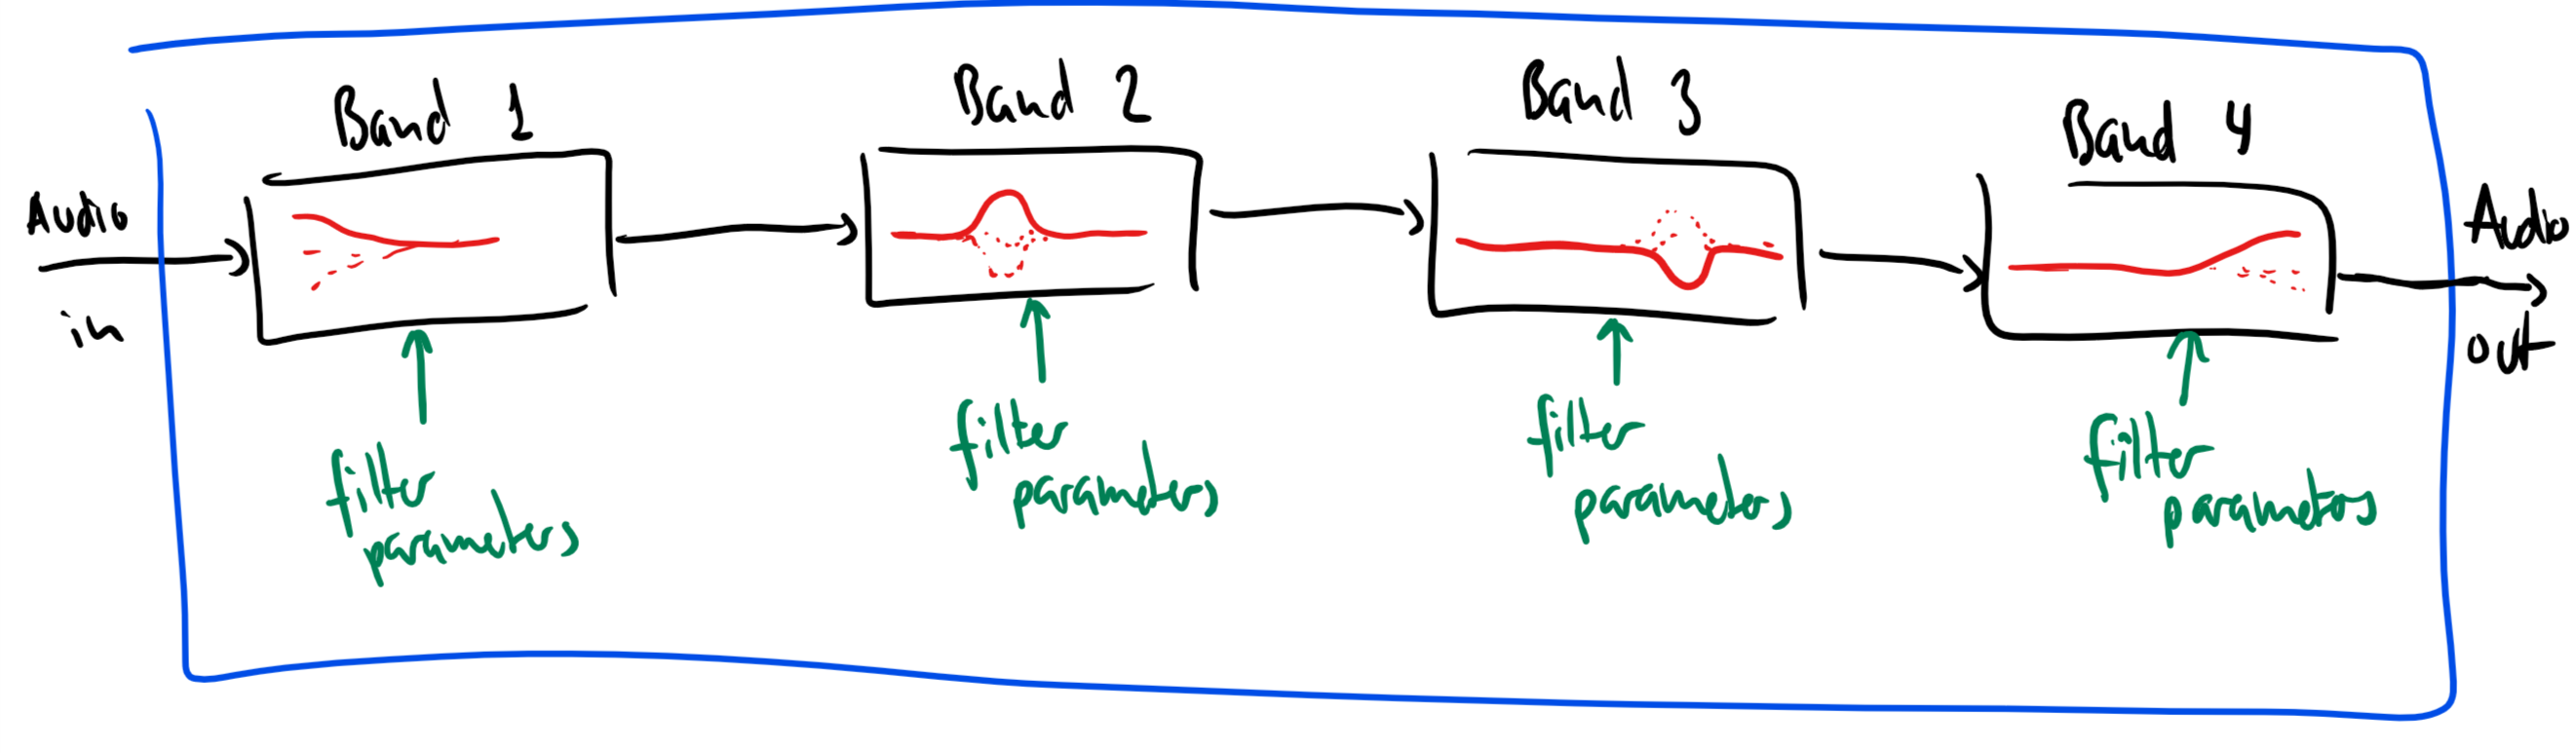 Band 1
Band 2
Band 3
Band 4
Audio
in
Audio
out
filter
parameters
filter
parameters
filter
parameters
filter
parameters